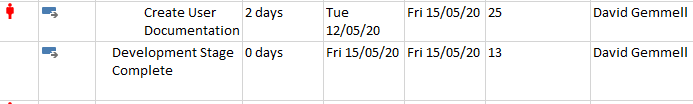 Create User 2 days Tue Fri 15/05/20 25 David Gemmell
Documentation 12/05/20
Development Stage 0 days Fri 15/05/20 Fri 15/05/20 13 David Gemmell
Complete